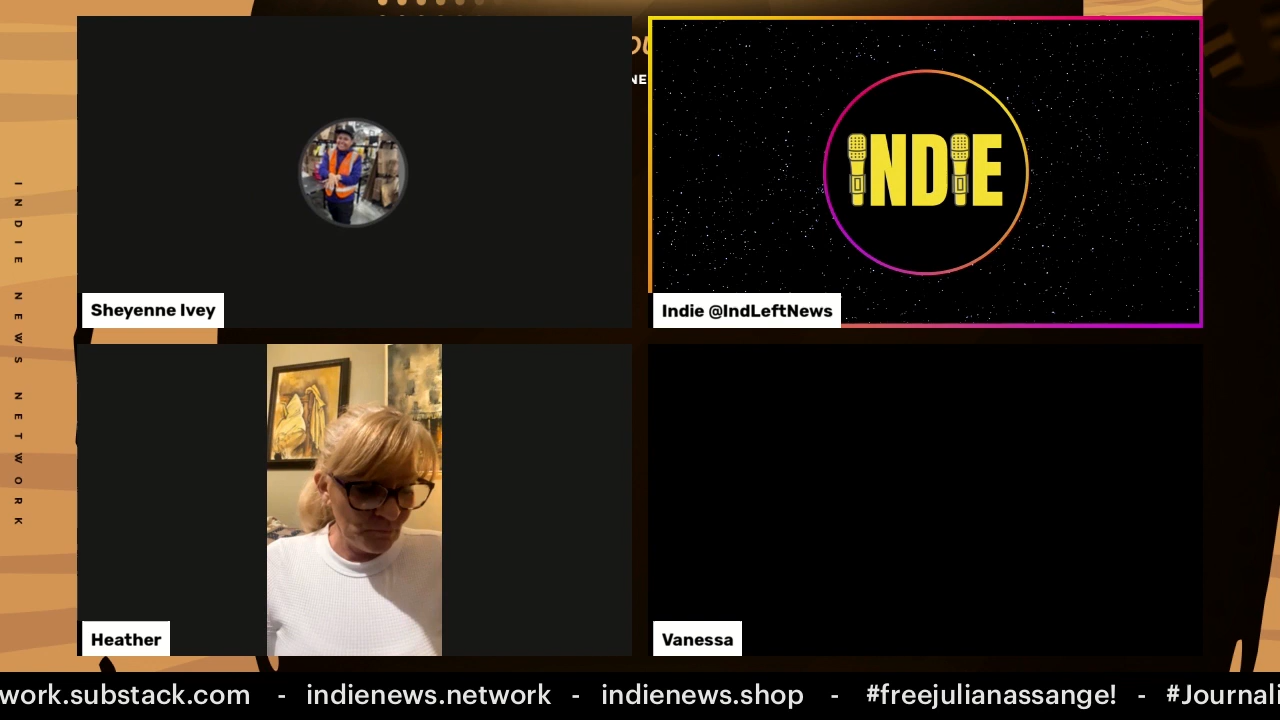 NE
INDIE
Sheyenne Ivey
Indie @IndLeftNews
INDIE NEWS NETWORK
Heather
Vanessa
work.substack.com - indienews.network - indienews.shop - #freejulianassange! - #Journali